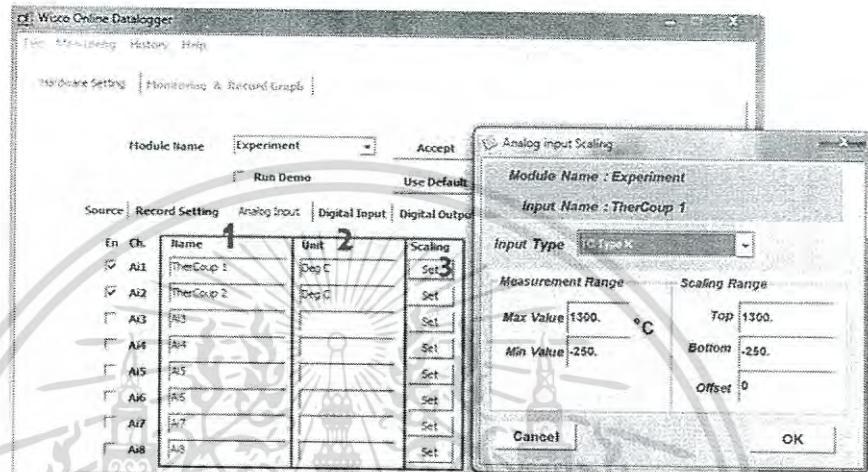 Wisco Online Datalogger
History Help
Hardware Setting Monitoring & Record Graph
Module Name Experiment Accept
Run Demo Use Default
Source Record Setting Analog Input Digital Input Digital Outpu
1 2 3
En Ch. Name Unit Scaling
Ai1 TherCoup 1 Deg C Set
Ai2 TherCoup 2 Deg C Set
Ai3 Ai3 Set
Ai4 Ai4 Set
Ai5 Ai5 Set
Ai6 Ai6 Set
Ai7 Ai7 Set
Ai8 Ai8 Set
Analog input Scaling
Module Name : Experiment
Input Name : TherCoup 1
Input Type TC Type K
Measurement Range Scaling Range
Max Value 1300. °C Top 1300.
Min Value -250. Bottom -250.
Offset 0
Cancel OK